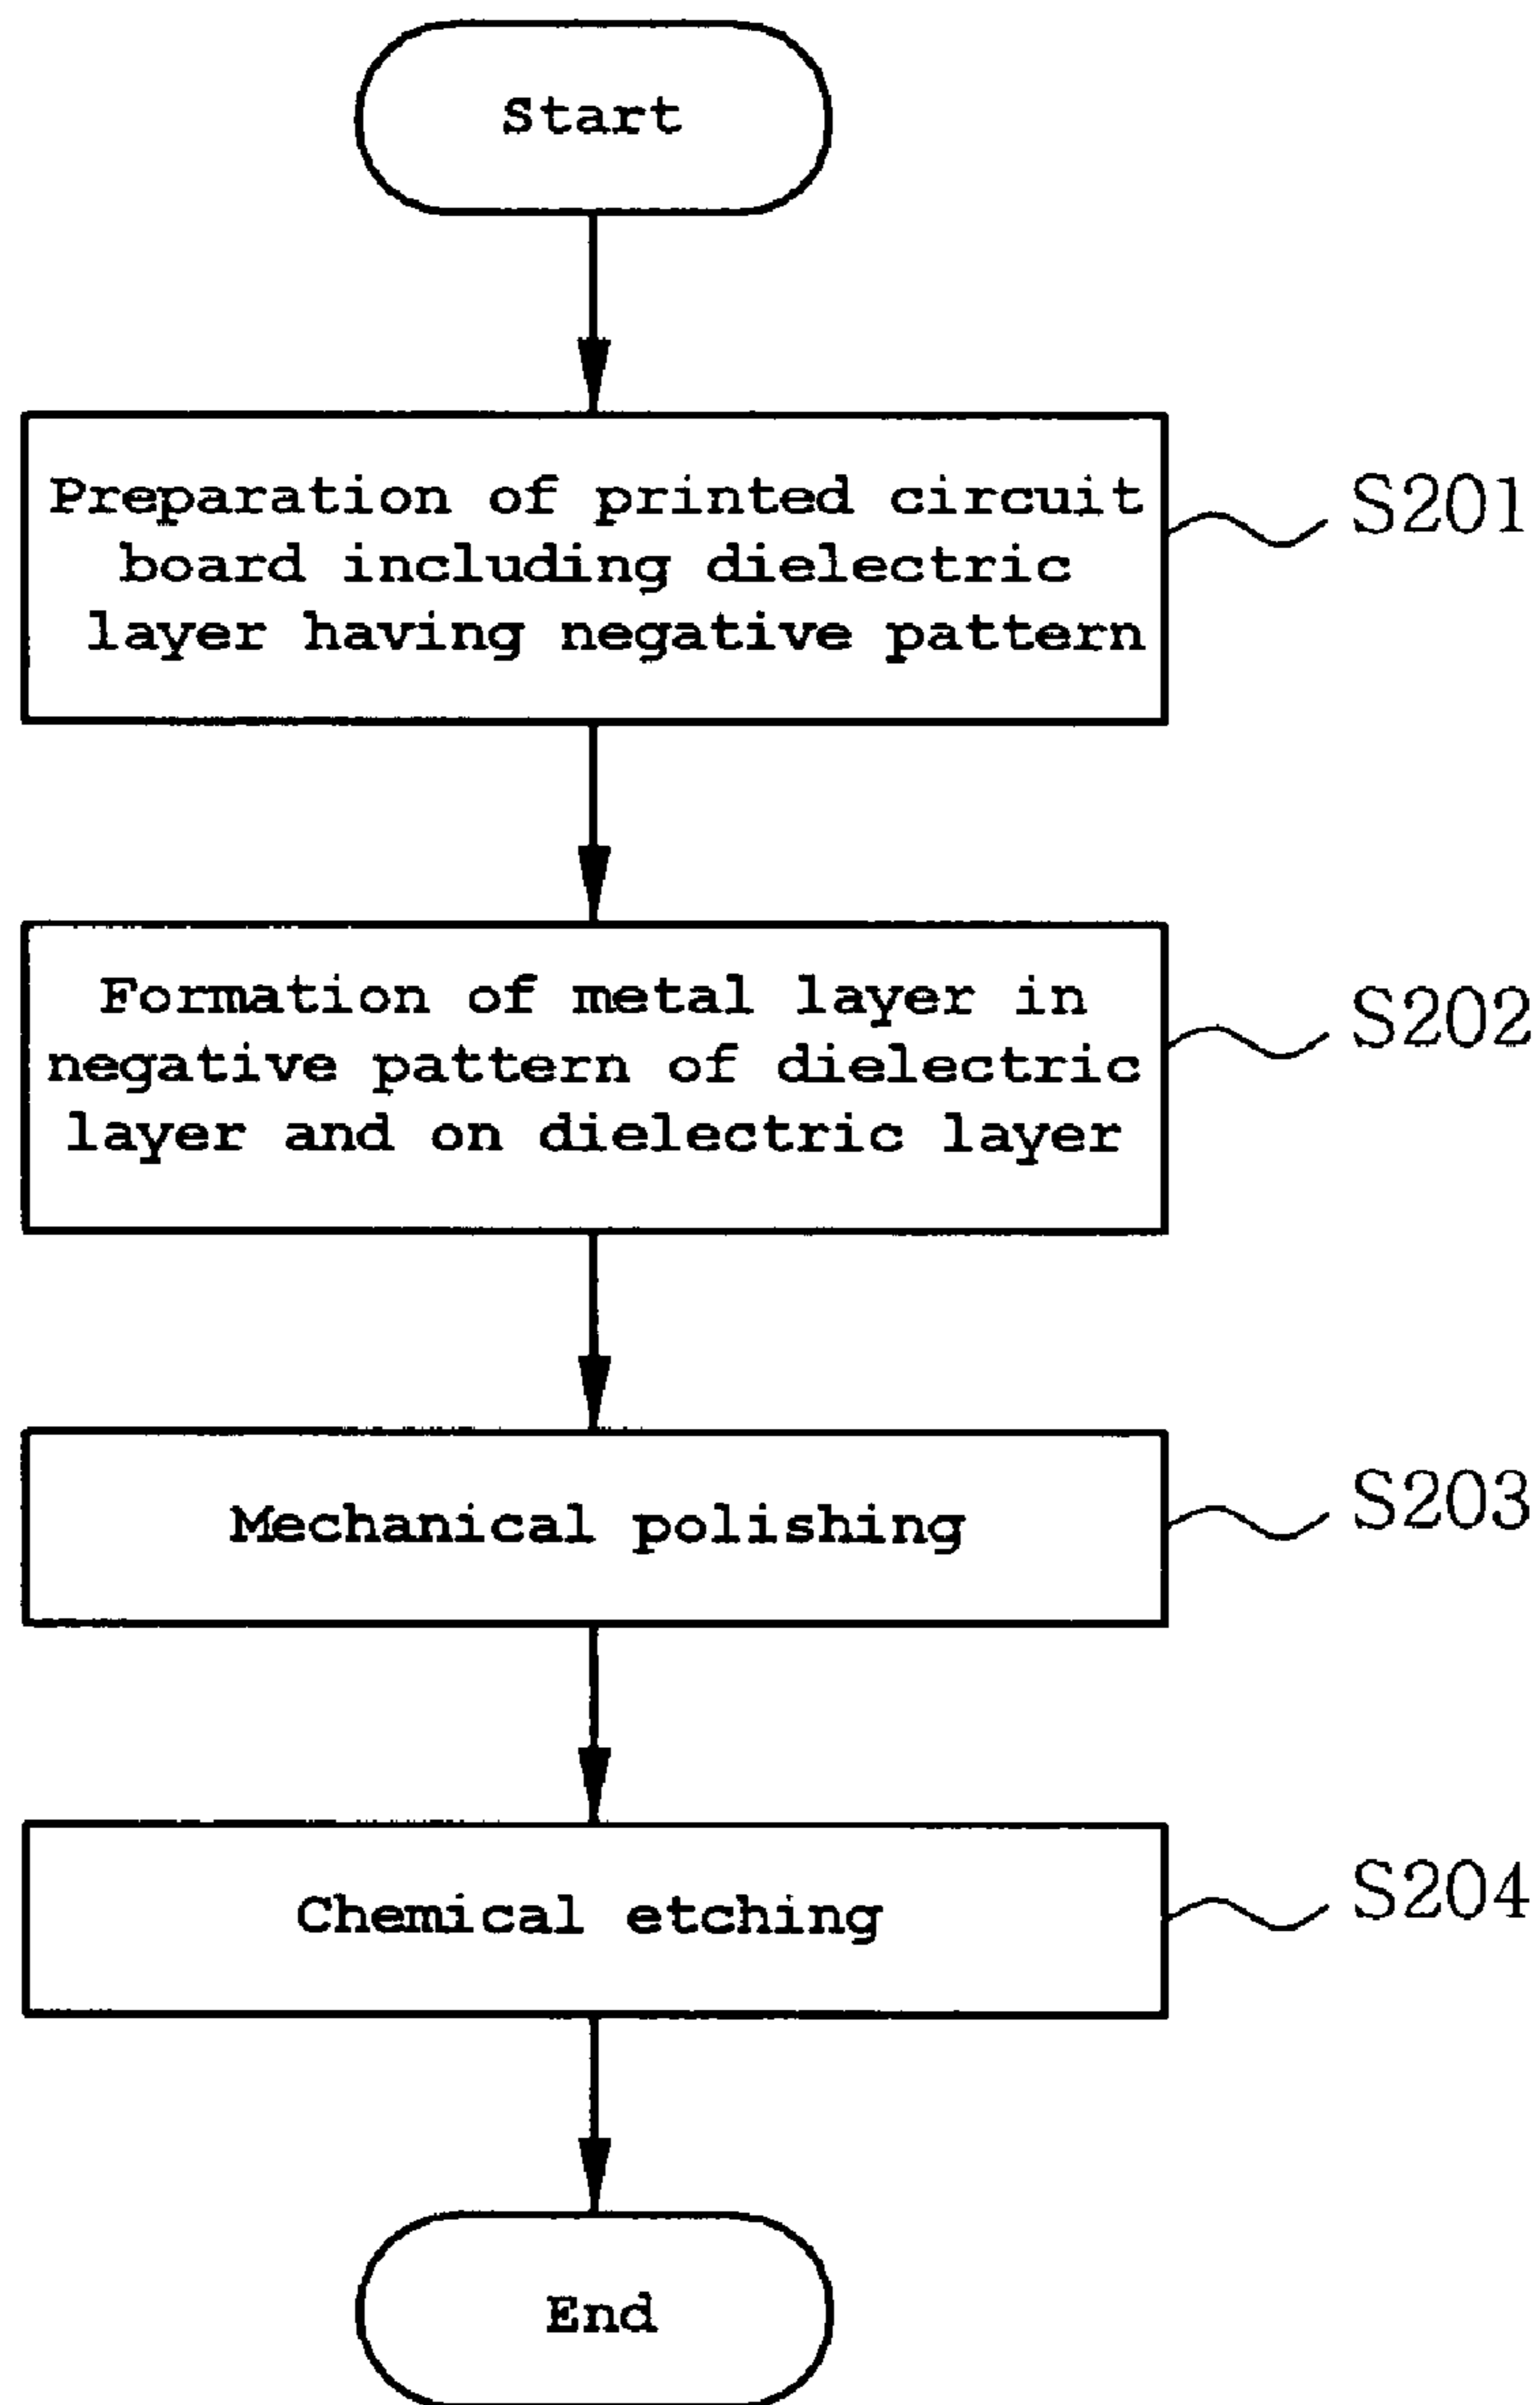 Start
Preparation of printed circuit
board including dielectric
layer having negative pattern
S201
Formation of metal layer in
negative pattern of dielectric
layer and on dielectric layer
S202
Mechanical polishing
S203
Chemical etching
S204
End